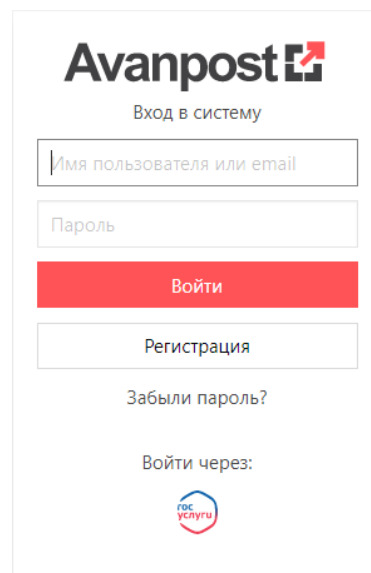 Avanpost
Вход в систему
Имя пользователя или email
Пароль
Войти
Регистрация
Забыли пароль?
Войти через:
гос
услуги